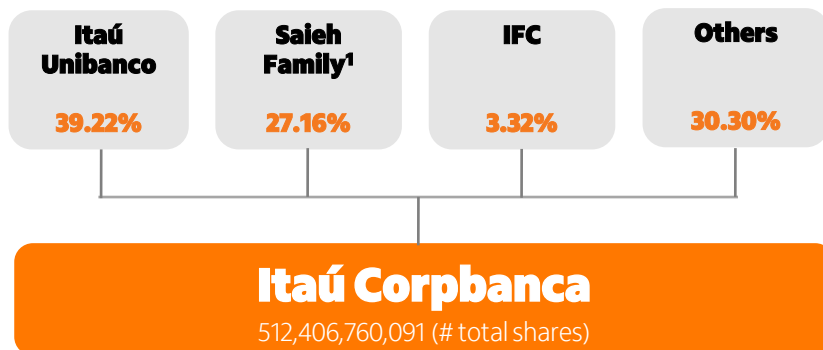 Itaú
Unibanco
39.22%
Saieh
Family¹
27.16%
IFC
3.32%
Others
30.30%
Itaú Corpbanca
512,406,760,091 (# total shares)